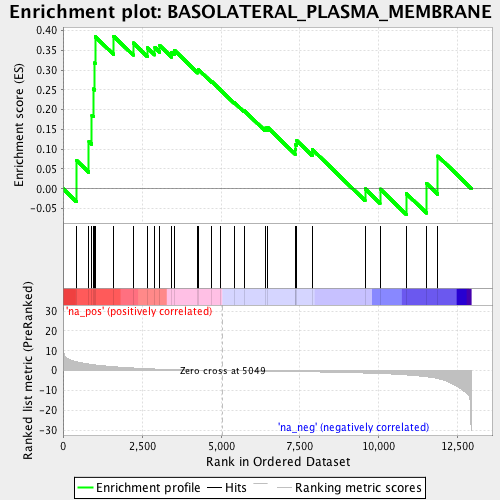 Enrichment plot: BASOLATERAL_PLASMA_MEMBRANE
Enrichment score (ES)
0.40
0.35
0.30
0.25
0.20
0.15
0.10
0.05
0.00
-0.05
'na_pos' (positively correlated)
Ranked list metric (PreRanked)
30
20
10
0
-10
-20
-30
Zero cross at 5049
'na_neg' (negatively correlated)
0 2,500 5,000 7,500 10,000 12,500
Rank in Ordered Dataset
Enrichment profile Hits Ranking metric scores